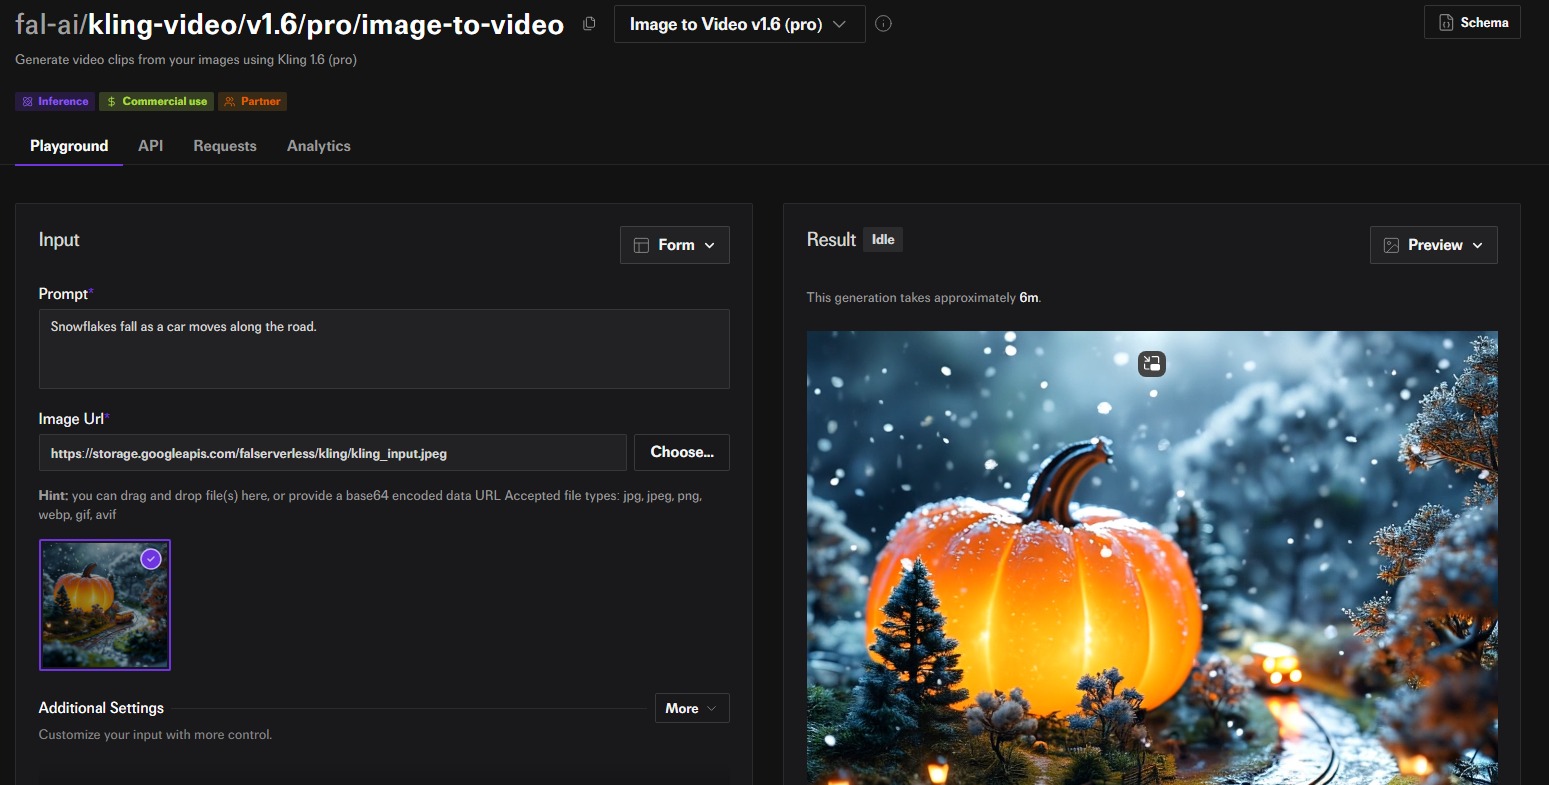 fal-ai/kling-video/v1.6/pro/image-to-video
Image to Video v1.6 (pro)
Schema
Generate video clips from your images using Kling 1.6 (pro)
Inference
$ Commercial use
Partner
Playground
API
Requests
Analytics
Input
Form
Prompt*
Snowflakes fall as a car moves along the road.
Image Url*
https://storage.googleapis.com/falserverless/kling/kling_input.jpeg
Choose...
Hint: you can drag and drop file(s) here, or provide a base64 encoded data URL Accepted file types: jpg, jpeg, png,
webp, gif, avif
Additional Settings
More
Customize your input with more control.
Result
Idle
Preview
This generation takes approximately 6m.